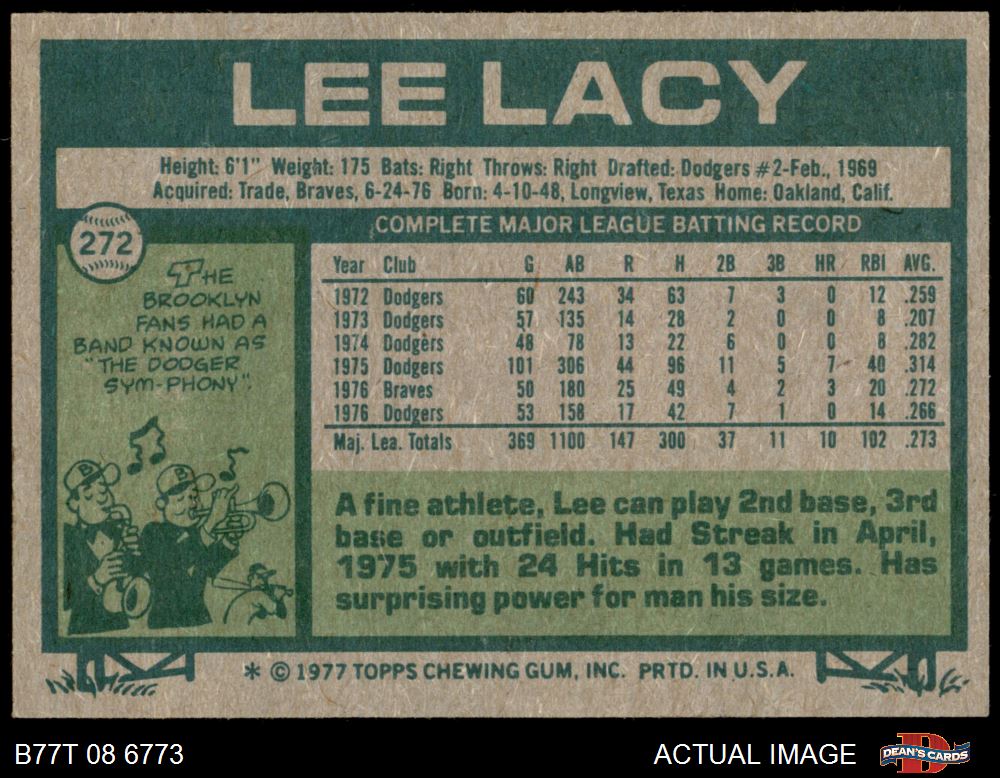 LEE LACY
Height: 6'1" Weight: 175 Bats: Right Throws: Right Drafted: Dodgers #2-Feb., 1969
Acquired: Trade, Braves, 6-24-76 Born: 4-10-48, Longview, Texas Home: Oakland, Calif.
272
THE
BROOKLYN
FANS HAD A
BAND KNOWN AS
"THE DODGER
SYM-PHONY".
B
B
COMPLETE MAJOR LEAGUE BATTING RECORD
Year Club G AB R H 2B 3B HR RBI AVG.
1972 Dodgers 60 243 34 63 7 3 0 12 .259
1973 Dodgers 57 135 14 28 2 0 0 8 .207
1974 Dodgers 48 78 13 22 6 0 0 8 .282
1975 Dodgers 101 306 44 96 11 5 7 40 .314
1976 Braves 50 180 25 49 4 2 3 20 .272
1976 Dodgers 53 158 17 42 7 1 0 14 .266
Maj. Lea. Totals 369 1100 147 300 37 11 10 102 .273
A fine athlete, Lee can play 2nd base, 3rd
base or outfield. Had Streak in April,
1975 with 24 Hits in 13 games. Has
surprising power for man his size.
* © 1977 TOPPS CHEWING GUM, INC. PRTD. IN U.S.A.
B77T 08 6773
ACTUAL IMAGE
D
DEAN'S CARDS